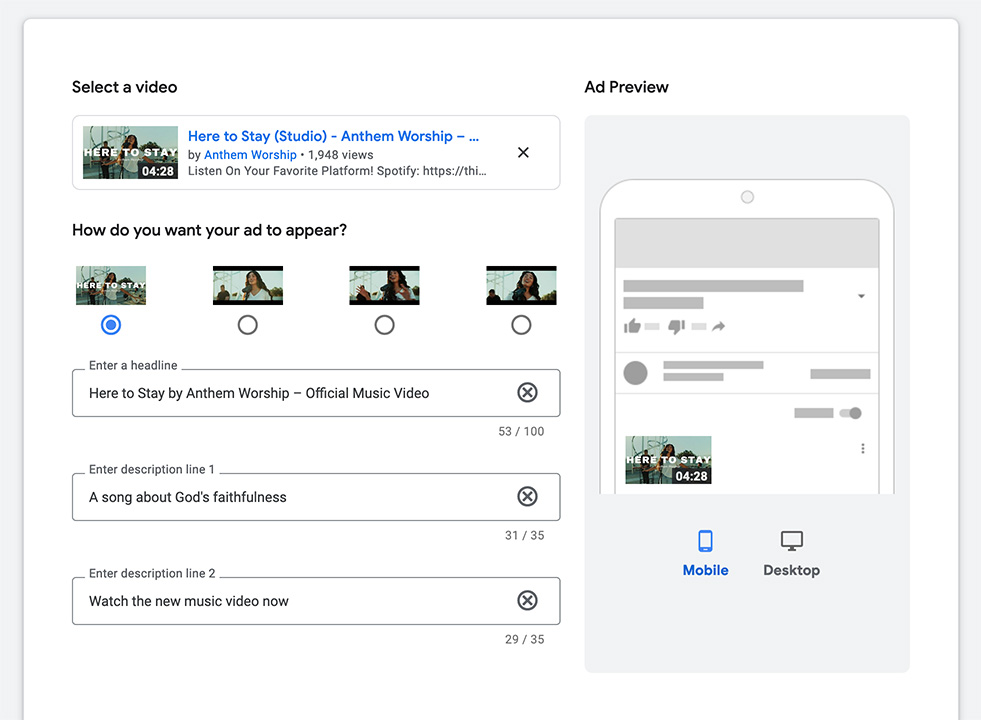 Select a video
HERE TO STAY
04:28
Here to Stay (Studio) - Anthem Worship – ...
by Anthem Worship • 1,948 views
Listen On Your Favorite Platform! Spotify: https://thi...
How do you want your ad to appear?
HERE TO STAY
Enter a headline
Here to Stay by Anthem Worship – Official Music Video
53 / 100
Enter description line 1
A song about God's faithfulness
31 / 35
Enter description line 2
Watch the new music video now
29 / 35
Ad Preview
HERE TO STAY
04:28
Mobile
Desktop